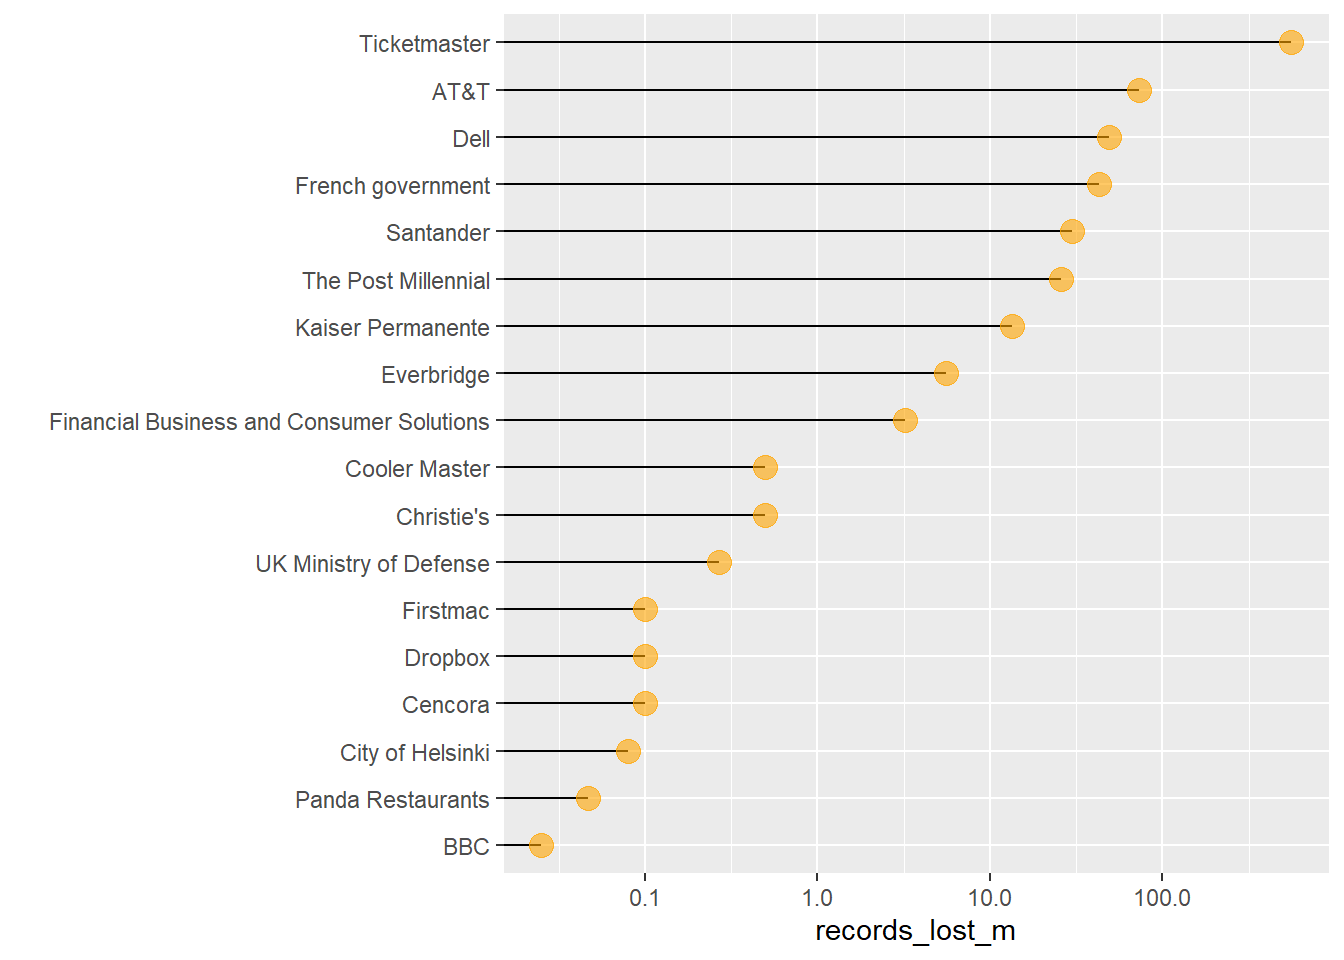 Ticketmaster
AT&T
Dell
French government
Santander
The Post Millennial
Kaiser Permanente
Everbridge
Financial Business and Consumer Solutions
Cooler Master
Christie's
UK Ministry of Defense
Firstmac
Dropbox
Cencora
City of Helsinki
Panda Restaurants
BBC
0.1 1.0 10.0 100.0
records_lost_m